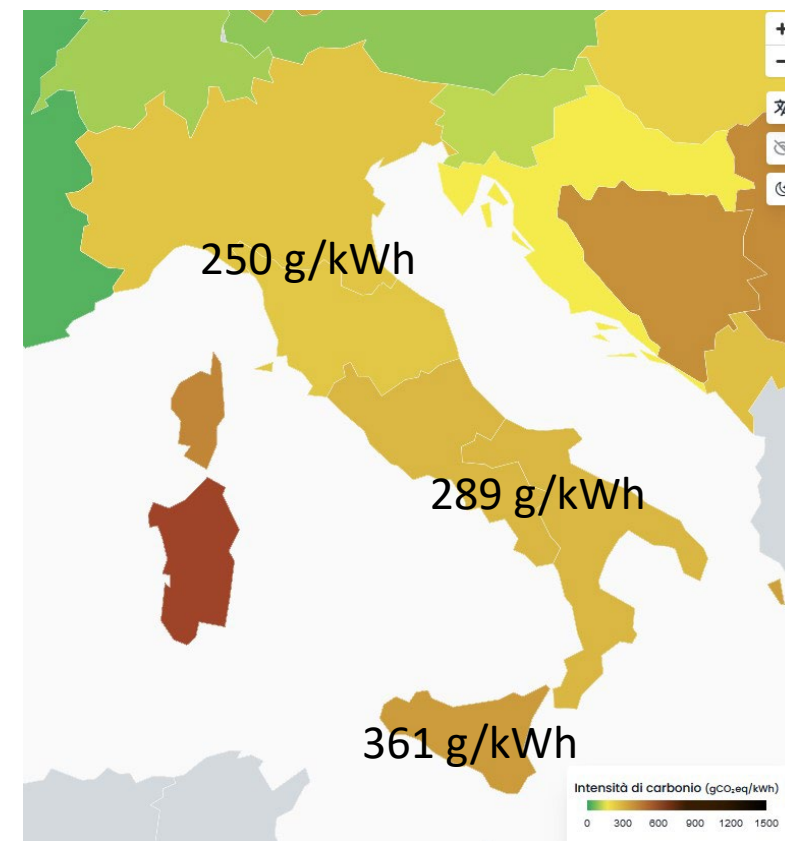 +
−
250 g/kWh
289 g/kWh
361 g/kWh
Intensità di carbonio (gCO₂eq/kWh)
0 300 600 900 1200 1500